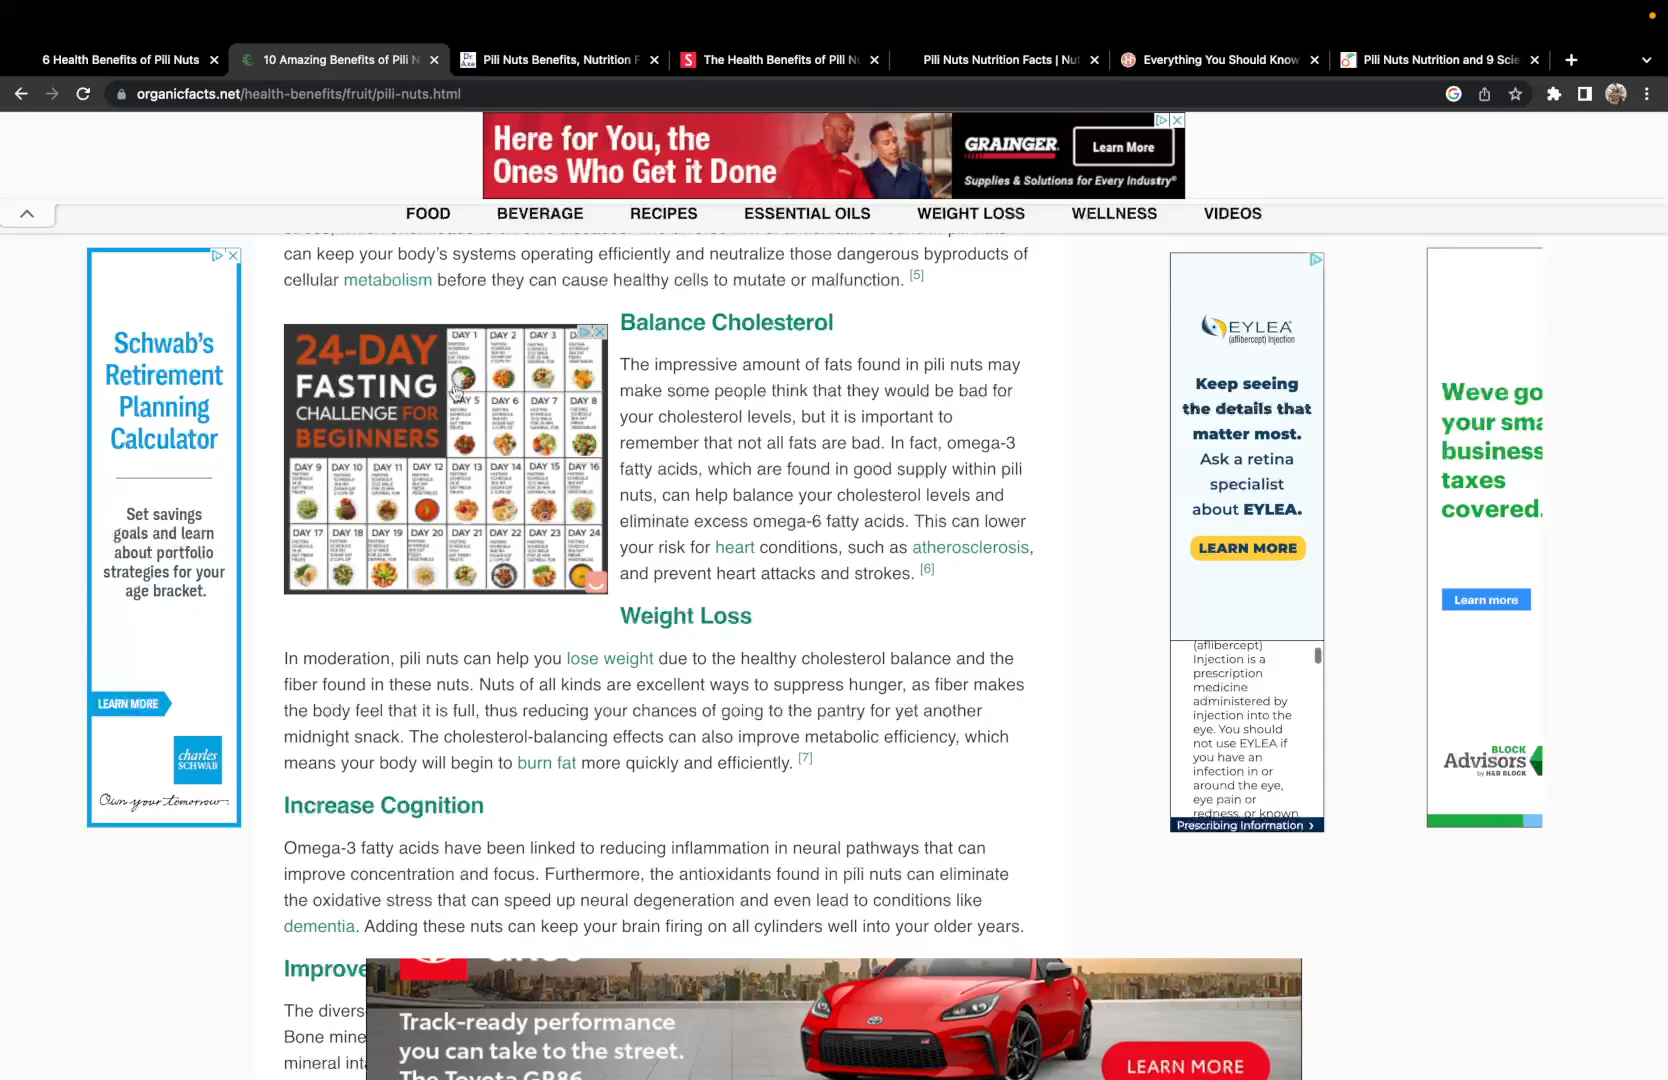 6 Health Benefits of Pili Nuts
10 Amazing Benefits of Pili N
Dr. Axe
Pili Nuts Benefits, Nutrition F
S
The Health Benefits of Pili Nu
Pili Nuts Nutrition Facts | Nut
Everything You Should Know
Pili Nuts Nutrition and 9 Scie
organicfacts.net/health-benefits/fruit/pili-nuts.html
Here for You, the
Ones Who Get it Done
GRAINGER
Learn More
Supplies & Solutions for Every Industry®
FOOD BEVERAGE RECIPES ESSENTIAL OILS WEIGHT LOSS WELLNESS VIDEOS
can keep your body's systems operating efficiently and neutralize those dangerous byproducts of
cellular metabolism before they can cause healthy cells to mutate or malfunction. [5]
Schwab's
Retirement
Planning
Calculator
Set savings
goals and learn
about portfolio
strategies for your
age bracket.
LEARN MORE
charles
SCHWAB
Own your tomorrow.
24-DAY
FASTING
CHALLENGE FOR
BEGINNERS
DAY 1 DAY 2 DAY 3
DAY 6 DAY 7 DAY 8
DAY 9 DAY 10 DAY 11 DAY 12 DAY 13 DAY 14 DAY 15 DAY 16
DAY 17 DAY 18 DAY 19 DAY 20 DAY 21 DAY 22 DAY 23 DAY 24
Balance Cholesterol
The impressive amount of fats found in pili nuts may
make some people think that they would be bad for
your cholesterol levels, but it is important to
remember that not all fats are bad. In fact, omega-3
fatty acids, which are found in good supply within pili
nuts, can help balance your cholesterol levels and
eliminate excess omega-6 fatty acids. This can lower
your risk for heart conditions, such as atherosclerosis,
and prevent heart attacks and strokes. [6]
Weight Loss
In moderation, pili nuts can help you lose weight due to the healthy cholesterol balance and the
fiber found in these nuts. Nuts of all kinds are excellent ways to suppress hunger, as fiber makes
the body feel that it is full, thus reducing your chances of going to the pantry for yet another
midnight snack. The cholesterol-balancing effects can also improve metabolic efficiency, which
means your body will begin to burn fat more quickly and efficiently. [7]
Increase Cognition
Omega-3 fatty acids have been linked to reducing inflammation in neural pathways that can
improve concentration and focus. Furthermore, the antioxidants found in pili nuts can eliminate
the oxidative stress that can speed up neural degeneration and even lead to conditions like
dementia. Adding these nuts can keep your brain firing on all cylinders well into your older years.
Improve
The divers
Bone mine
mineral int
Track-ready performance
you can take to the street.
The Toyota GR86
LEARN MORE
EYLEA®
(aflibercept) Injection
Keep seeing
the details that
matter most.
Ask a retina
specialist
about EYLEA.
LEARN MORE
(aflibercept)
Injection is a
prescription
medicine
administered by
injection into the
eye. You should
not use EYLEA if
you have an
infection in or
around the eye,
eye pain or
redness, or known
Prescribing Information ›
We've go
your sma
business
taxes
covered.
Learn more
BLOCK
Advisors
by H&R BLOCK